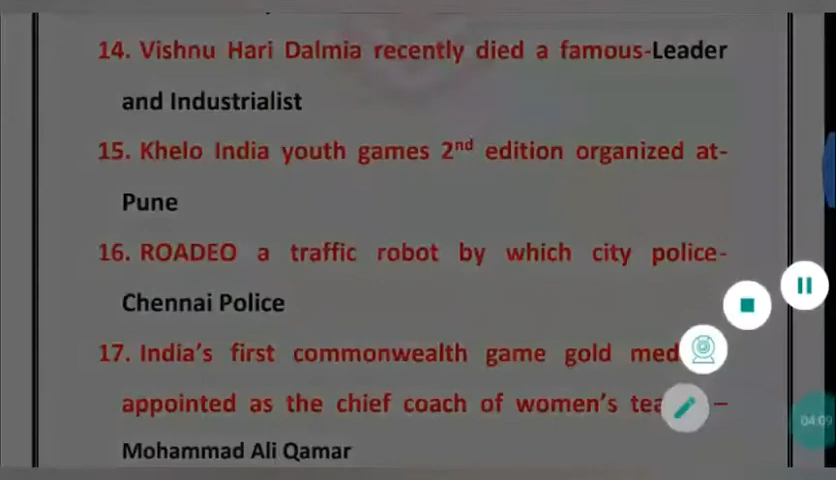 14. Vishnu Hari Dalmia recently died a famous-Leader
and Industrialist
15. Khelo India youth games 2nd edition organized at-
Pune
16. ROADEO a traffic robot by which city police-
Chennai Police
17. India's first commonwealth game gold med
appointed as the chief coach of women's tea –
Mohammad Ali Qamar
04:09